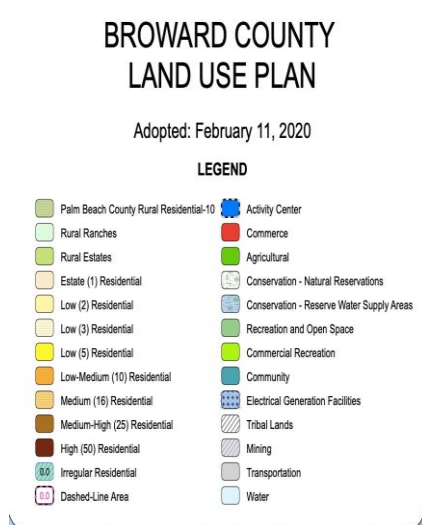 BROWARD COUNTY
LAND USE PLAN
Adopted: February 11, 2020
LEGEND
Palm Beach County Rural Residential-10
Rural Ranches
Rural Estates
Estate (1) Residential
Low (2) Residential
Low (3) Residential
Low (5) Residential
Low-Medium (10) Residential
Medium (16) Residential
Medium-High (25) Residential
High (50) Residential
0.0 Irregular Residential
0.0 Dashed-Line Area
Activity Center
Commerce
Agricultural
Conservation - Natural Reservations
Conservation - Reserve Water Supply Areas
Recreation and Open Space
Commercial Recreation
Community
Electrical Generation Facilities
Tribal Lands
Mining
Transportation
Water